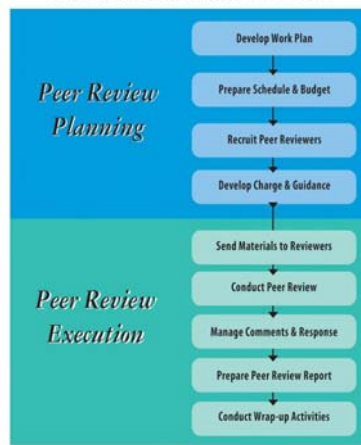 Peer Review
Planning
Develop Work Plan
Prepare Schedule & Budget
Recruit Peer Reviewers
Develop Charge & Guidance
Peer Review
Execution
Send Materials to Reviewers
Conduct Peer Review
Manage Comments & Response
Prepare Peer Review Report
Conduct Wrap-up Activities